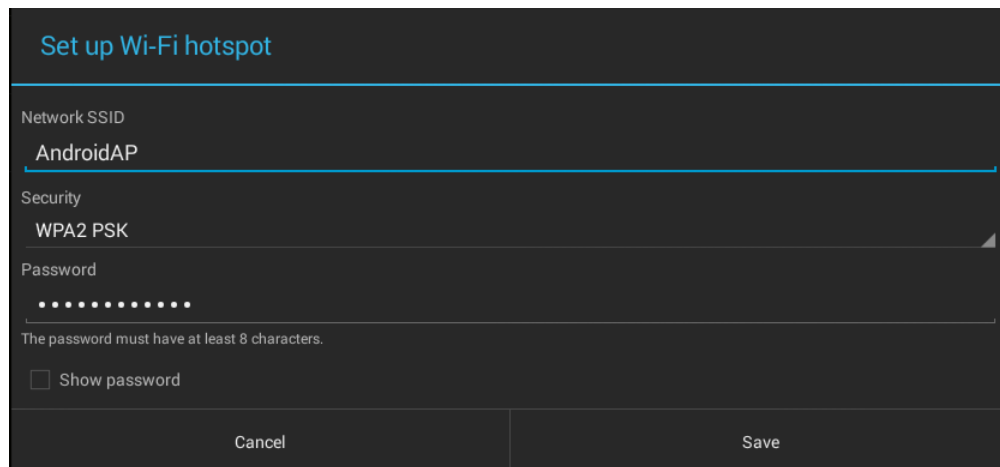 Set up Wi-Fi hotspot
Network SSID
AndroidAP
Security
WPA2 PSK
Password
••••••••••••
The password must have at least 8 characters.
Show password
Cancel Save